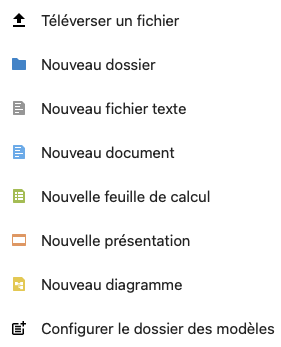 Téléverser un fichier
Nouveau dossier
Nouveau fichier texte
Nouveau document
Nouvelle feuille de calcul
Nouvelle présentation
Nouveau diagramme
Configurer le dossier des modèles